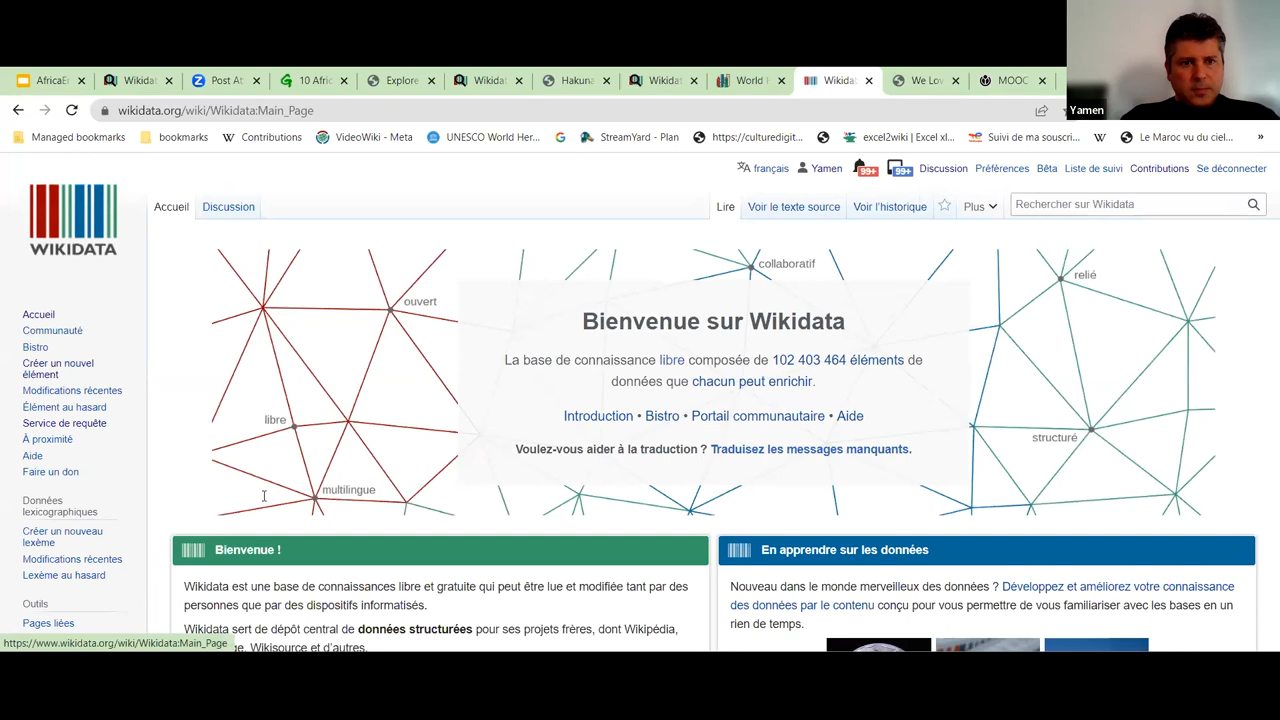 AfricaEn
Wikidat
Post At
10 Afric
Explore
Wikidat
Hakuna
Wikidat
World H
Wikidat
We Lov
MOOC
wikidata.org/wiki/Wikidata:Main_Page
Yamen
Managed bookmarks
bookmarks
Contributions
VideoWiki - Meta
UNESCO World Her...
StreamYard - Plan
https://culturedigit...
excel2wiki | Excel xl...
Suivi de ma souscri...
Le Maroc vu du ciel...
»
français
Yamen
99+
99+
Discussion
Préférences
Bêta
Liste de suivi
Contributions
Se déconnecter
WIKIDATA
Accueil
Discussion
Lire
Voir le texte source
Voir l'historique
Plus
Rechercher sur Wikidata
Accueil
Communauté
Bistro
Créer un nouvel
élément
Modifications récentes
Élément au hasard
Service de requête
À proximité
Aide
Faire un don
Données
lexicographiques
Créer un nouveau
lexème
Modifications récentes
Lexème au hasard
Outils
Pages liées
ouvert
libre
multilingue
collaboratif
relié
structuré
Bienvenue sur Wikidata
La base de connaissance libre composée de 102 403 464 éléments de
données que chacun peut enrichir.
Introduction • Bistro • Portail communautaire • Aide
Voulez-vous aider à la traduction ? Traduisez les messages manquants.
Bienvenue !
Wikidata est une base de connaissances libre et gratuite qui peut être lue et modifiée tant par des
personnes que par des dispositifs informatisés.
Wikidata sert de dépôt central de données structurées pour ses projets frères, dont Wikipédia,
Wikisource et d'autres.
En apprendre sur les données
Nouveau dans le monde merveilleux des données ? Développez et améliorez votre connaissance
des données par le contenu conçu pour vous permettre de vous familiariser avec les bases en un
rien de temps.
https://www.wikidata.org/wiki/Wikidata:Main_Page